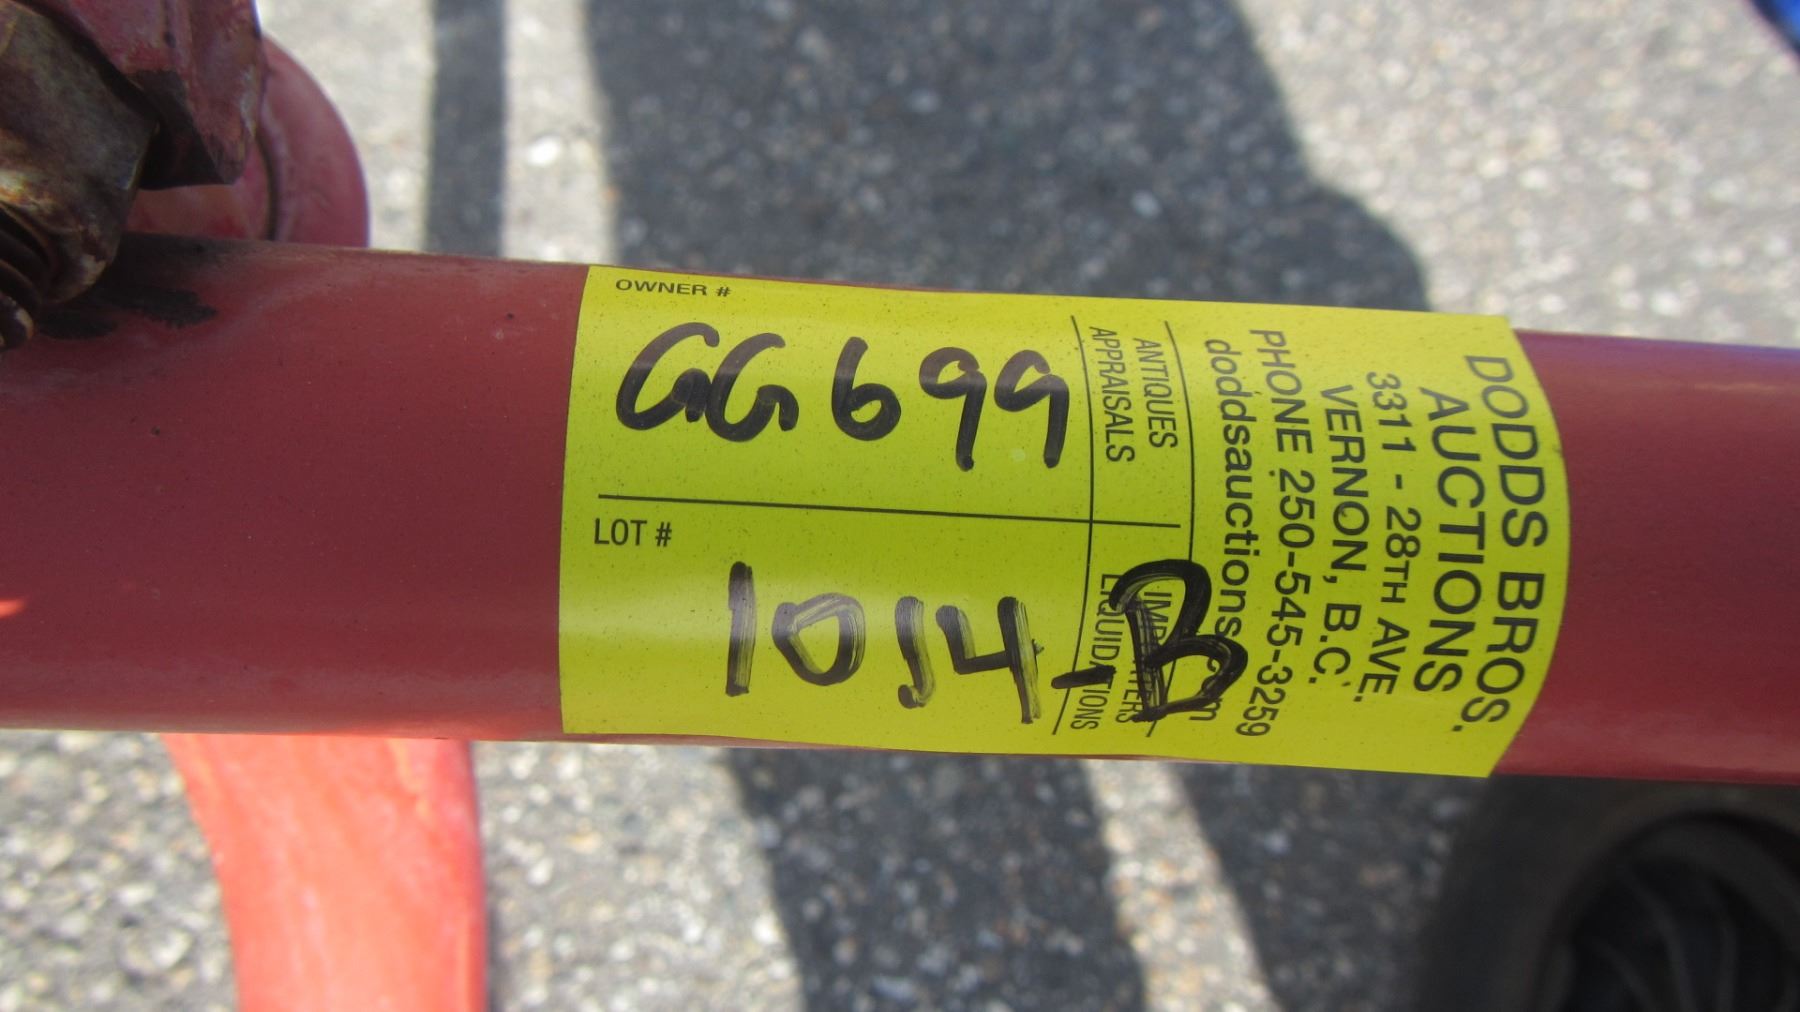 OWNER #
GG699
LOT #
1014-B
ANTIQUES
APPRAISALS
LIQUIDATIONS
DODDS BROS.
AUCTIONS
3311 - 28TH AVE.
VERNON, B.C.
PHONE 250-545-3259